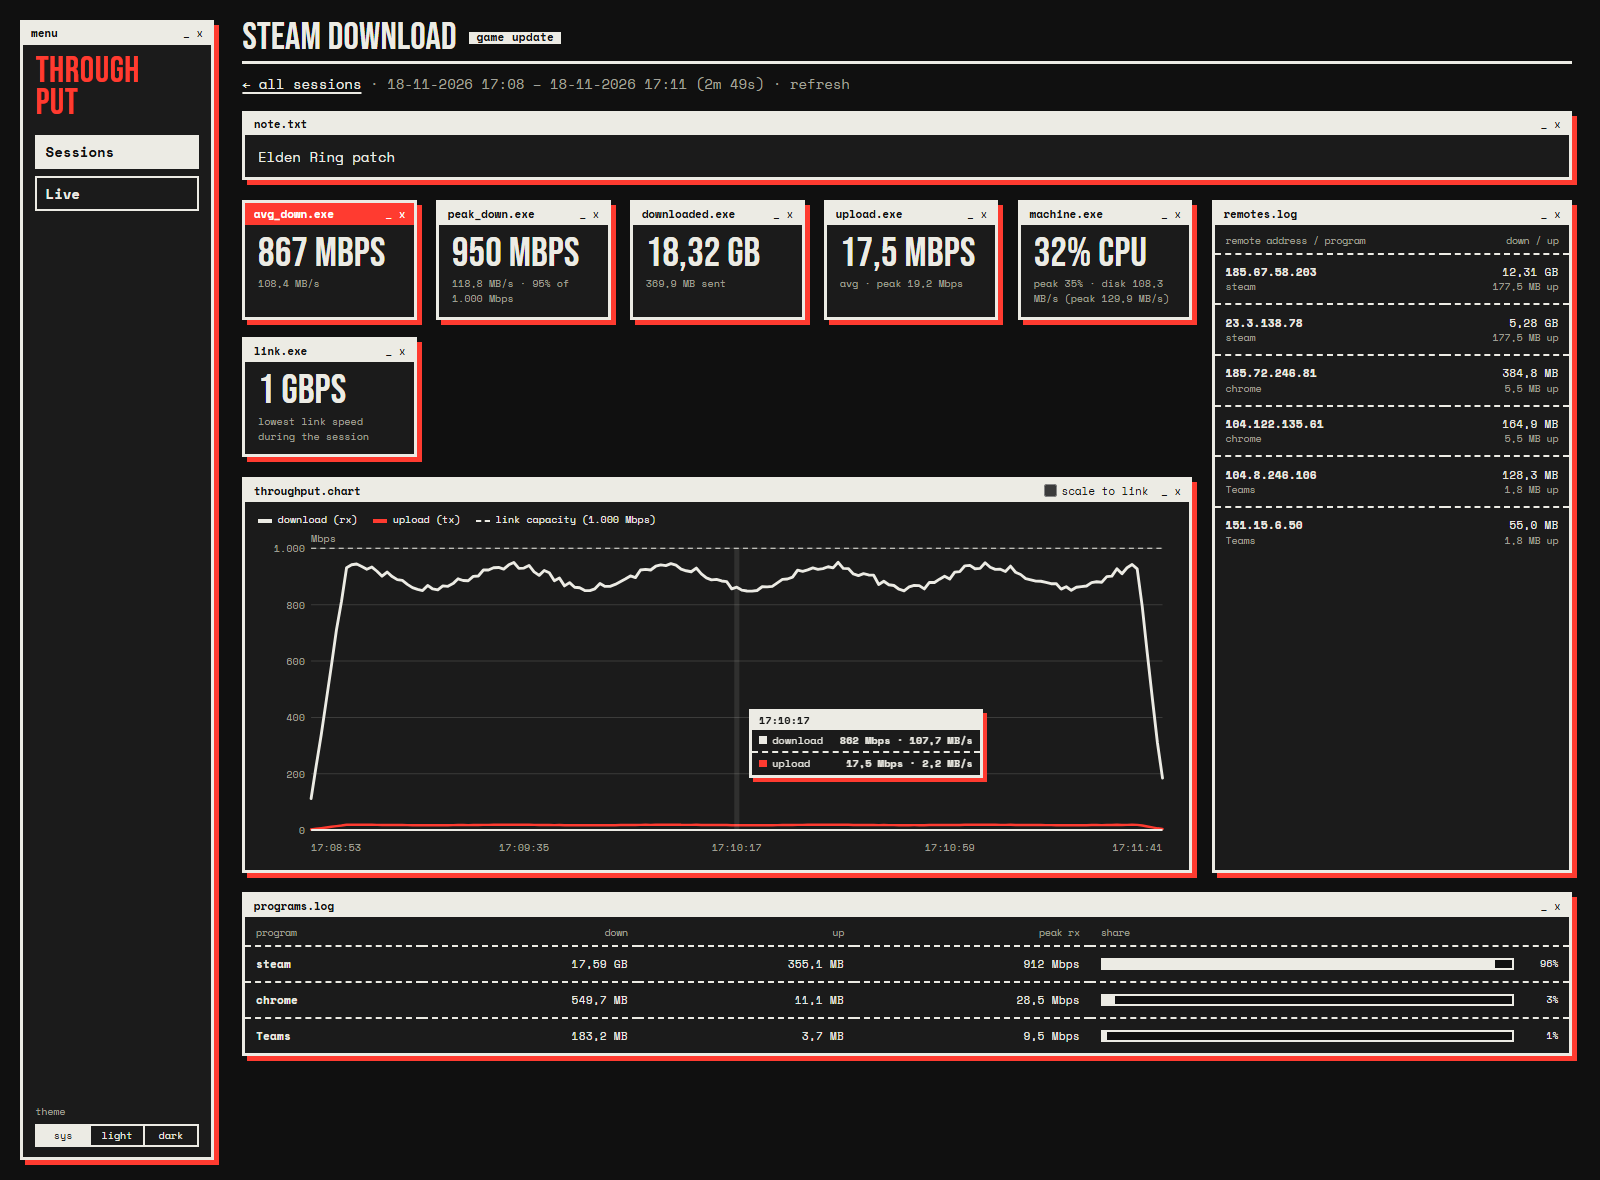 menu _ x
THROUGH
PUT
Sessions
Live
theme
sys light dark
STEAM DOWNLOAD game update
← all sessions · 18-11-2026 17:08 – 18-11-2026 17:11 (2m 49s) · refresh
note.txt _ x
Elden Ring patch
avg_down.exe _ x
867 MBPS
108,4 MB/s
peak_down.exe _ x
950 MBPS
118,8 MB/s · 95% of
1.000 Mbps
downloaded.exe _ x
18,32 GB
369,9 MB sent
upload.exe _ x
17,5 MBPS
avg · peak 19,2 Mbps
machine.exe _ x
32% CPU
peak 35% · disk 108,3
MB/s (peak 129,9 MB/s)
link.exe _ x
1 GBPS
lowest link speed
during the session
remotes.log _ x
remote address / program down / up
185.67.58.203 12,31 GB
steam 177,5 MB up
23.3.138.78 5,28 GB
steam 177,5 MB up
185.72.246.81 384,8 MB
chrome 5,5 MB up
104.122.135.61 164,9 MB
chrome 5,5 MB up
104.8.246.106 128,3 MB
Teams 1,8 MB up
151.15.6.50 55,0 MB
Teams 1,8 MB up
throughput.chart scale to link _ x
download (rx) upload (tx) link capacity (1.000 Mbps)
Mbps
1.000
800
600
400
200
0
17:08:53 17:09:35 17:10:17 17:10:59 17:11:41
17:10:17
download 862 Mbps · 107,7 MB/s
upload 17,5 Mbps · 2,2 MB/s
programs.log _ x
program down up peak rx share
steam 17,59 GB 355,1 MB 912 Mbps 96%
chrome 549,7 MB 11,1 MB 28,5 Mbps 3%
Teams 183,2 MB 3,7 MB 9,5 Mbps 1%